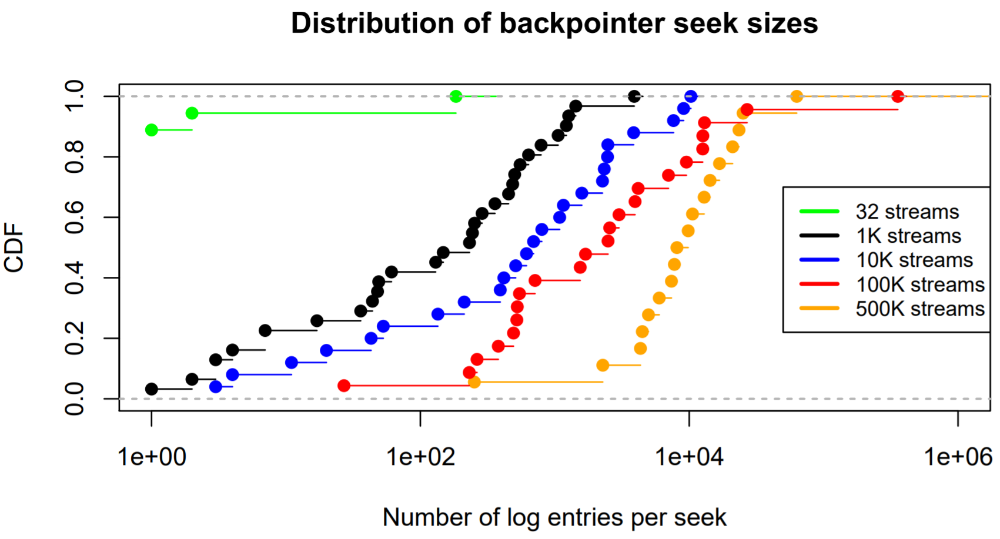 Distribution of backpointer seek sizes
CDF
1.0
0.8
0.6
0.4
0.2
0.0
32 streams
1K streams
10K streams
100K streams
500K streams
1e+00 1e+02 1e+04 1e+06
Number of log entries per seek